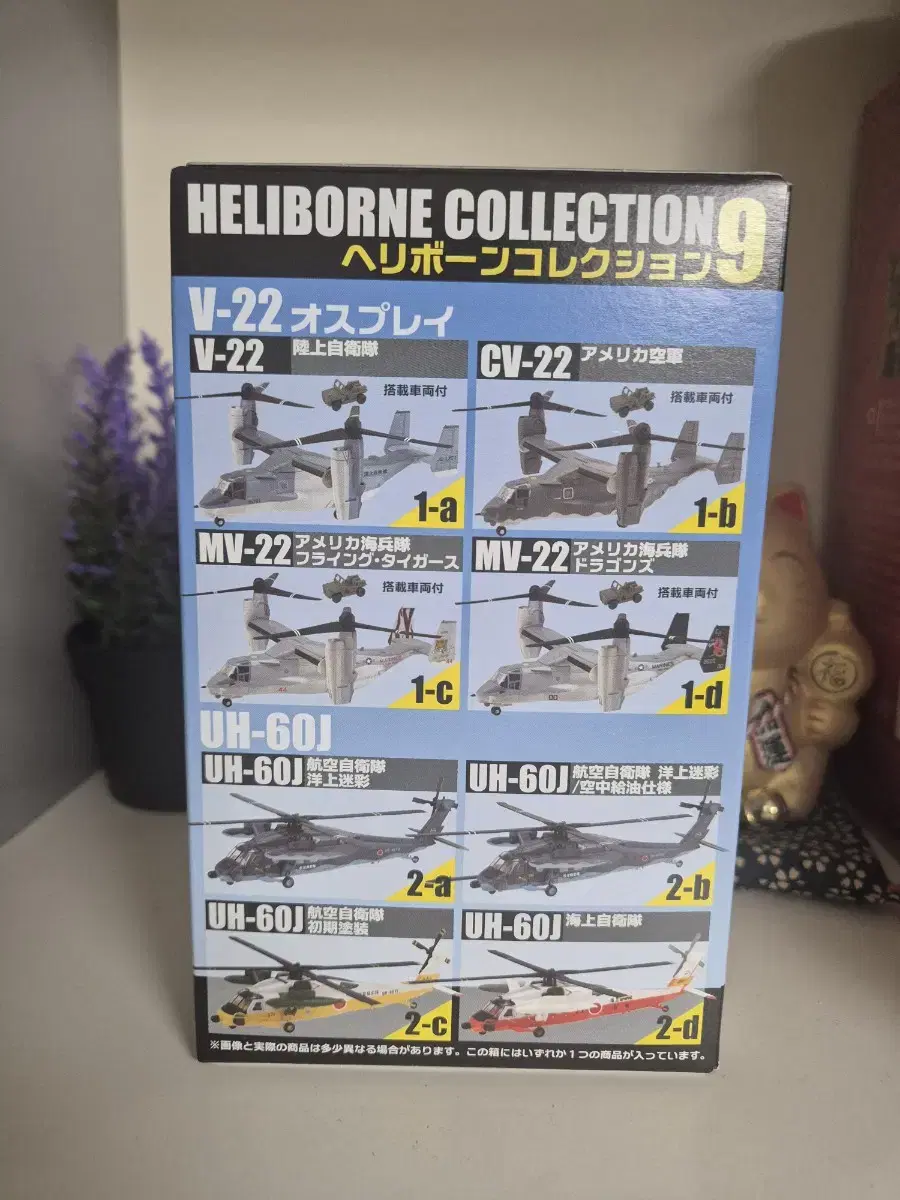 HELIBORNE COLLECTION 9
ヘリボーンコレクション
V-22 オスプレイ
V-22 陸上自衛隊
搭載車両付
1-a
CV-22 アメリカ空軍
搭載車両付
1-b
MV-22 アメリカ海兵隊
フライング・タイガース
搭載車両付
1-c
MV-22 アメリカ海兵隊
ドラゴンズ
搭載車両付
1-d
UH-60J
UH-60J 航空自衛隊
洋上迷彩
2-a
UH-60J 航空自衛隊 洋上迷彩
/空中給油仕様
2-b
UH-60J 航空自衛隊
初期塗装
2-c
UH-60J 海上自衛隊
2-d
※画像と実際の商品は多少異なる場合があります。この箱にはいずれか1つの商品が入っています。
福